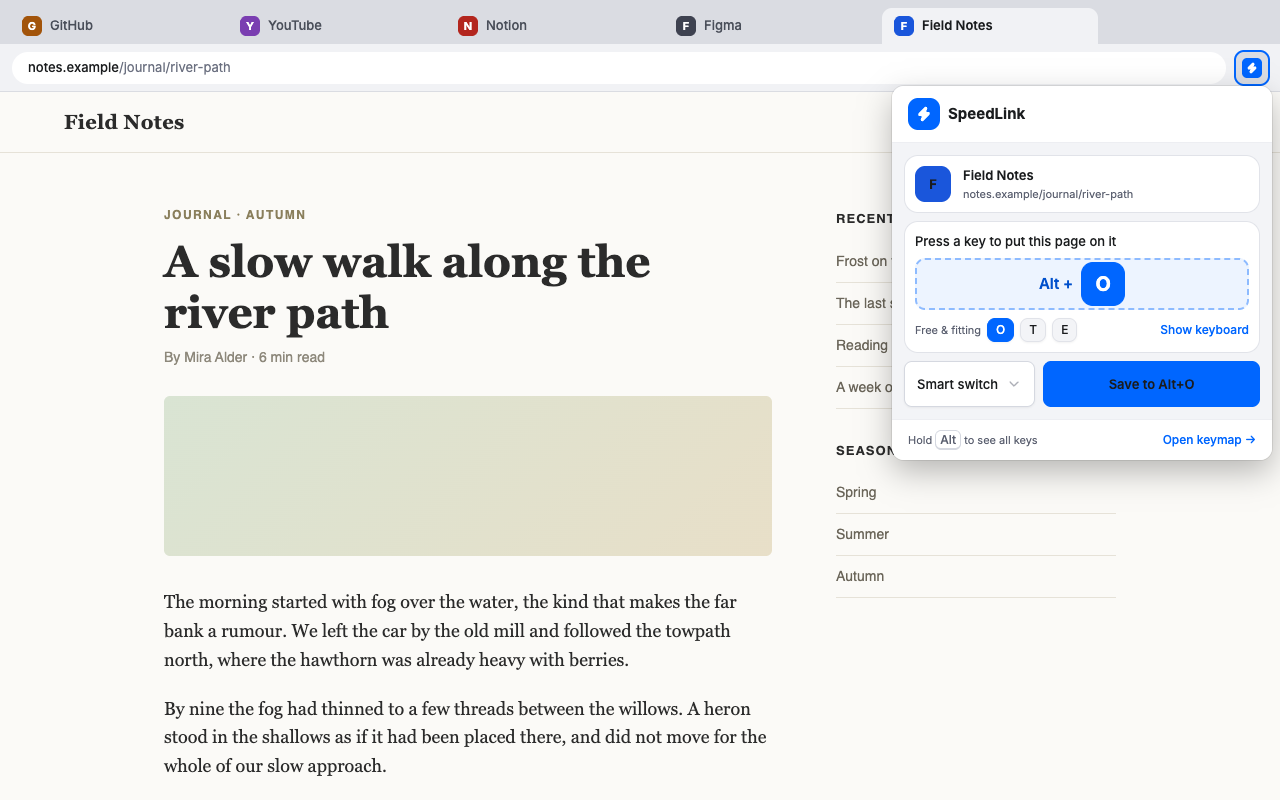 G GitHub
Y YouTube
N Notion
F Figma
F Field Notes
notes.example/journal/river-path
SpeedLink
F
Field Notes
notes.example/journal/river-path
Press a key to put this page on it
Alt + O
Free & fitting O T E Show keyboard
Smart switch
Save to Alt+O
Hold Alt to see all keys
Open keymap →
Field Notes
JOURNAL · AUTUMN
A slow walk along the
river path
By Mira Alder · 6 min read
The morning started with fog over the water, the kind that makes the far
bank a rumour. We left the car by the old mill and followed the towpath
north, where the hawthorn was already heavy with berries.
By nine the fog had thinned to a few threads between the willows. A heron
stood in the shallows as if it had been placed there, and did not move for the
whole of our slow approach.
RECENT
Frost on
The last
Reading
A week
Spring
Summer
Autumn